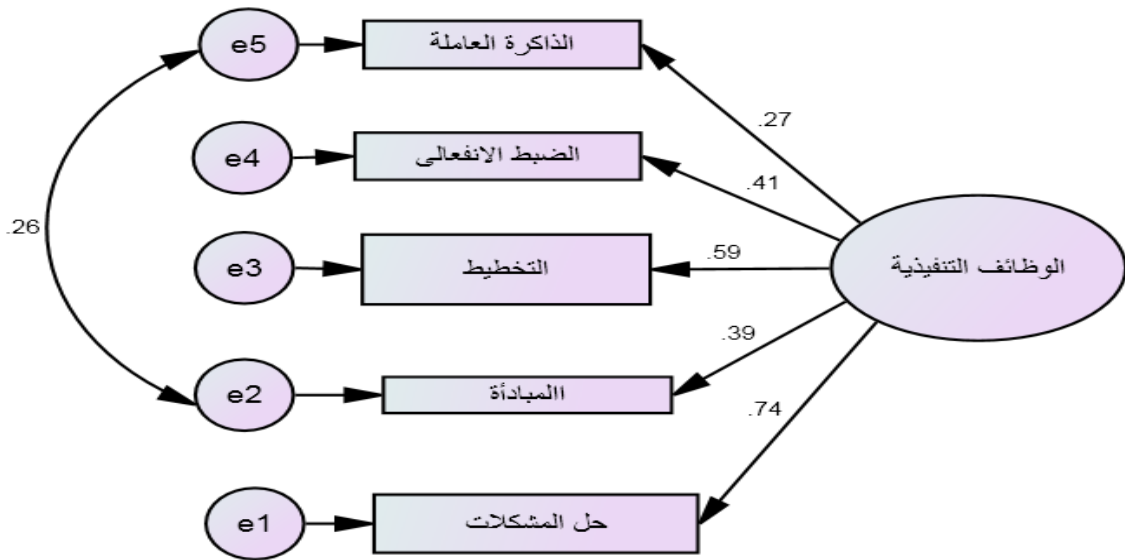 e5
الذاكرة العاملة
.27
e4
الضبط الانفعالى
.41
.26
e3
التخطيط
.59
الوظائف التنفيذية
e2
االمبادأة
.39
.74
e1
حل المشكلات